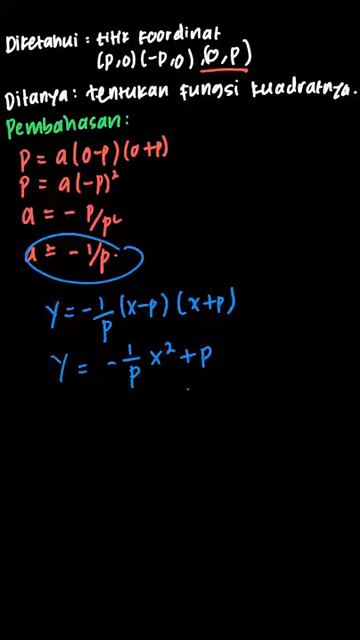 Diketahui : titik koordinat
(p,0) (-p,0), (0,p)
Ditanya : tentukan fungsi kuadratnya.
Pembahasan :
p = a(0-p)(0+p)
p = a(-p)²
a = - p/p²
a = - 1/p.
y = -1/p (x-p) (x+p)
y = - 1/p x² + p